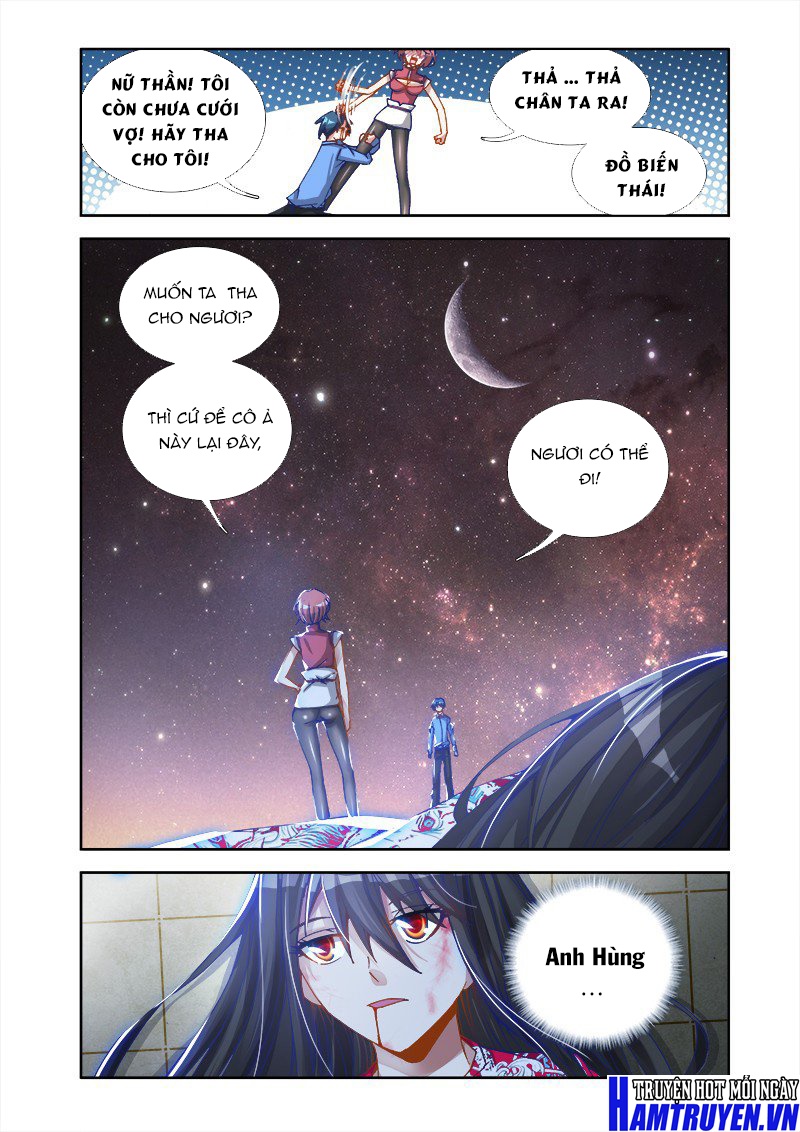 NỮ THẦN! TÔI
CÒN CHƯA CƯỚI
VỢ! HÃY THA
CHO TÔI!
THẢ ... THẢ
CHÂN TA RA!
ĐỒ BIẾN
THÁI!
MUỐN TA THA
CHO NGƯƠI?
THÌ CỨ ĐỂ CÔ Ả
NÀY LẠI ĐÂY,
NGƯƠI CÓ THỂ
ĐI!
Anh Hùng
...
TRUYỆN HOT MỖI NGÀY
HAMTRUYEN.VN